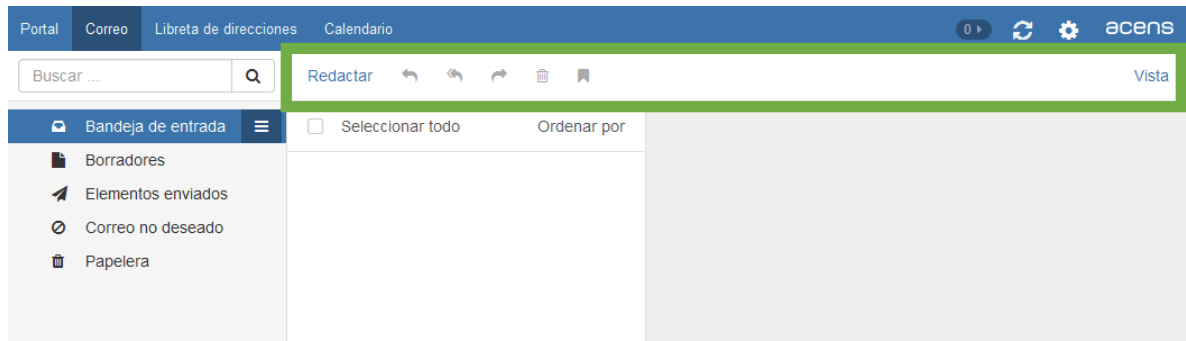 Portal Correo Libreta de direcciones Calendario 0 acens
Buscar ... Redactar Vista
Bandeja de entrada Seleccionar todo Ordenar por
Borradores
Elementos enviados
Correo no deseado
Papelera